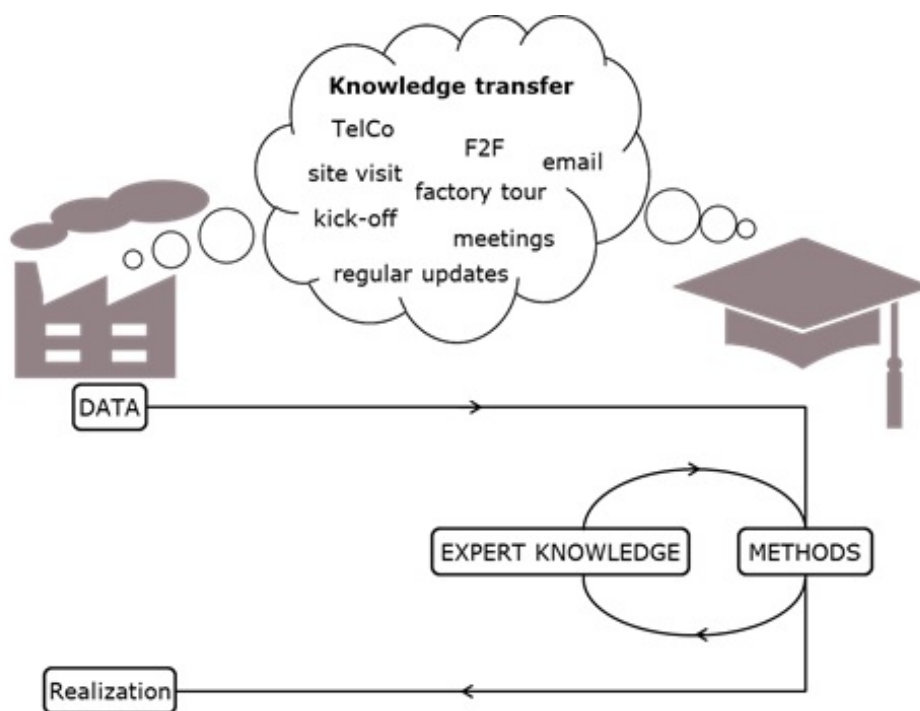 Knowledge transfer
TelCo
F2F
email
site visit
factory tour
kick-off
meetings
regular updates
DATA
EXPERT KNOWLEDGE
METHODS
Realization